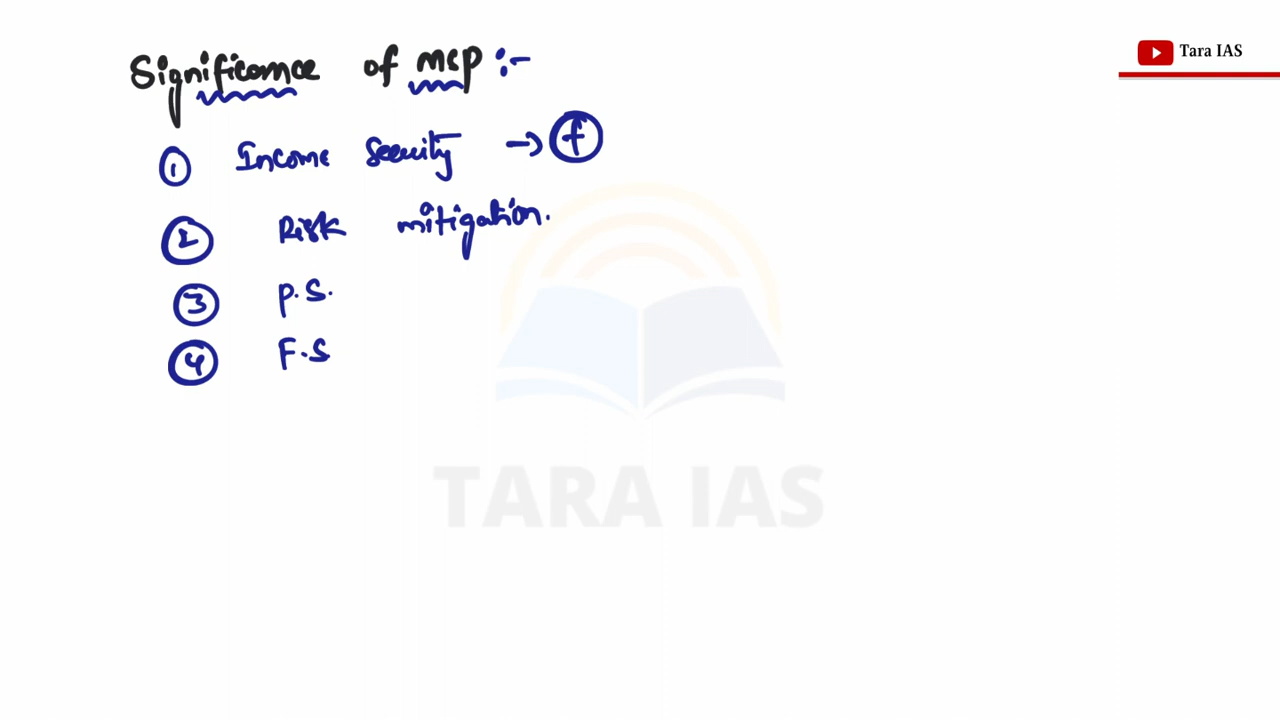 Tara IAS
Significance of MSP :-
① Income Security → ⓕ
② Risk mitigation.
③ P.S.
④ F.S
TARA IAS